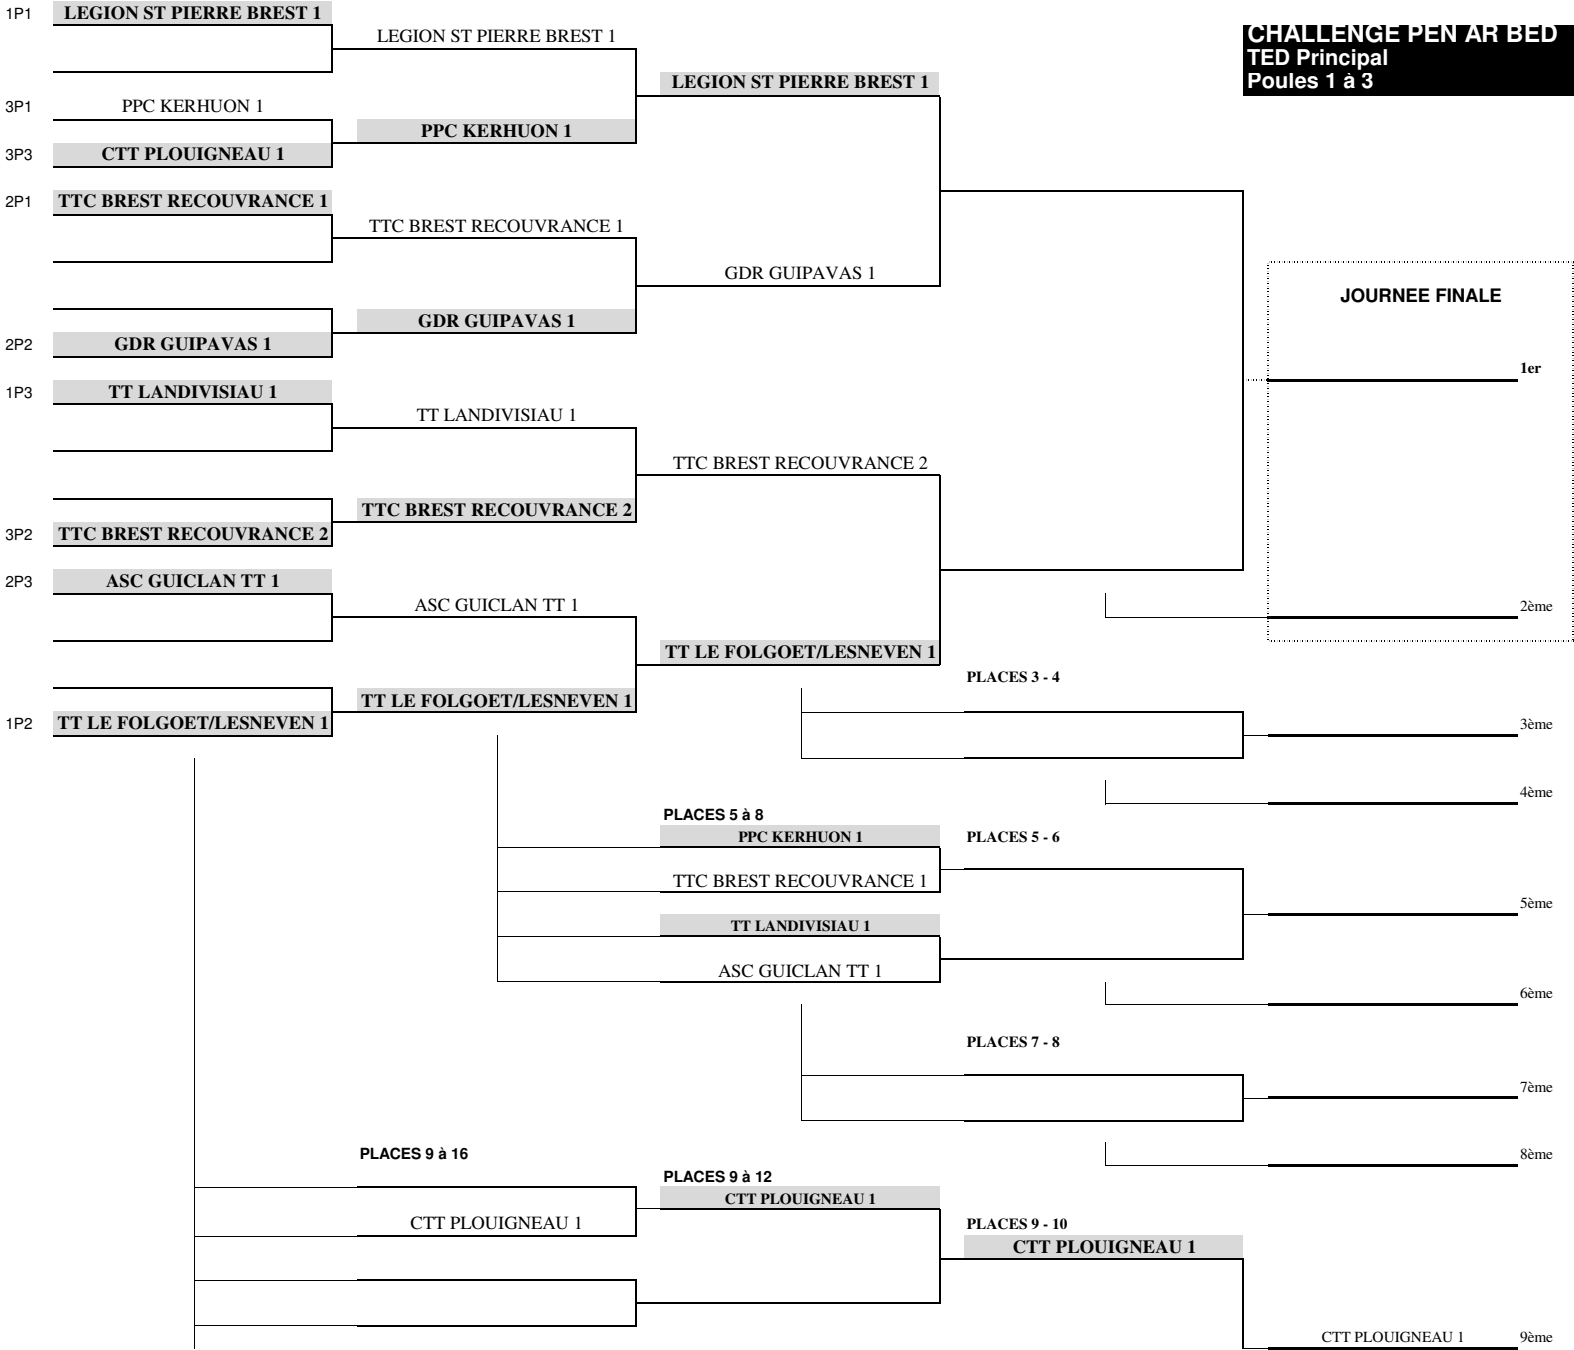 1P1 LEGION ST PIERRE BREST 1
LEGION ST PIERRE BREST 1
CHALLENGE PEN AR BED
TED Principal
Poules 1 à 3
LEGION ST PIERRE BREST 1
3P1 PPC KERHUON 1
PPC KERHUON 1
3P3 CTT PLOUIGNEAU 1
2P1 TTC BREST RECOUVRANCE 1
TTC BREST RECOUVRANCE 1
GDR GUIPAVAS 1
JOURNEE FINALE
GDR GUIPAVAS 1
2P2 GDR GUIPAVAS 1
1er
1P3 TT LANDIVISIAU 1
TT LANDIVISIAU 1
TTC BREST RECOUVRANCE 2
TTC BREST RECOUVRANCE 2
3P2 TTC BREST RECOUVRANCE 2
2P3 ASC GUICLAN TT 1
ASC GUICLAN TT 1
2ème
TT LE FOLGOET/LESNEVEN 1
PLACES 3 - 4
TT LE FOLGOET/LESNEVEN 1
1P2 TT LE FOLGOET/LESNEVEN 1
3ème
4ème
PLACES 5 à 8
PPC KERHUON 1
PLACES 5 - 6
TTC BREST RECOUVRANCE 1
5ème
TT LANDIVISIAU 1
ASC GUICLAN TT 1
6ème
PLACES 7 - 8
7ème
PLACES 9 à 16
8ème
PLACES 9 à 12
CTT PLOUIGNEAU 1
CTT PLOUIGNEAU 1
PLACES 9 - 10
CTT PLOUIGNEAU 1
CTT PLOUIGNEAU 1 9ème